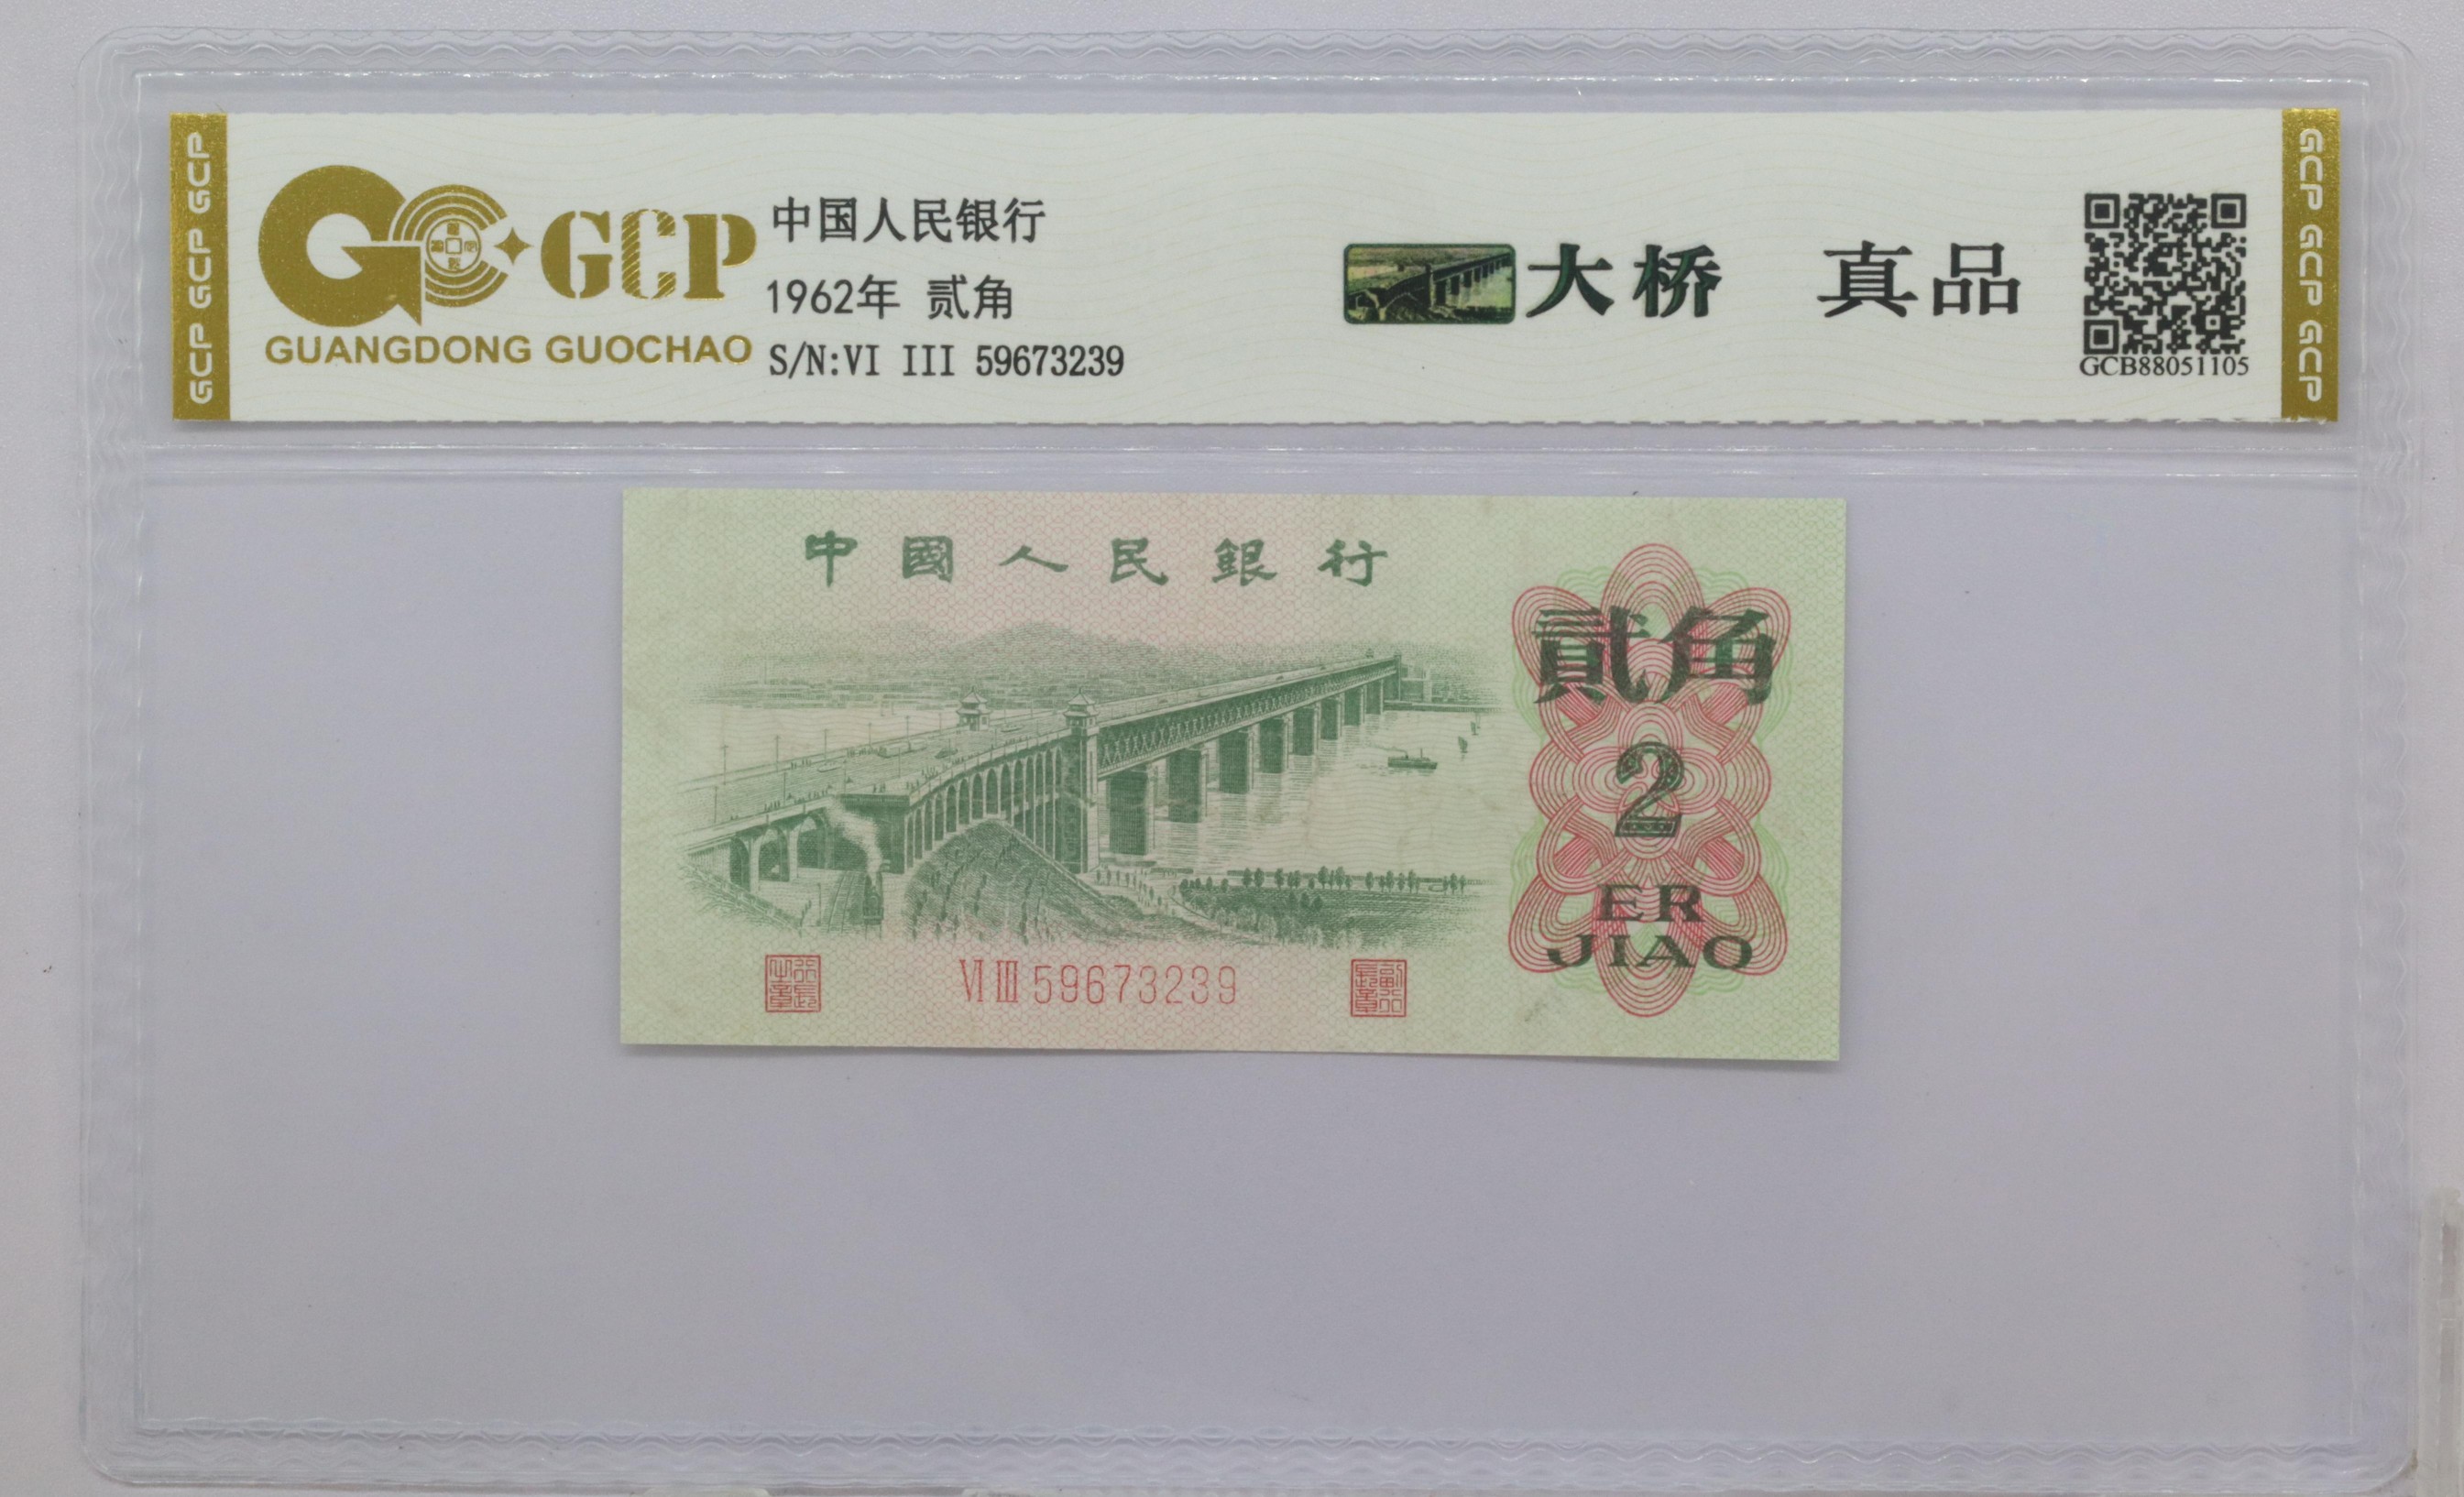 GCP GCP GCP
GCP
GUANGDONG GUOCHAO
中国人民银行
1962年 贰角
S/N:VI III 59673239
大桥 真品
GCB88051105
GCP GCP GCP
中國人民銀行
貳角
2
ER
JIAO
VI III 59673239